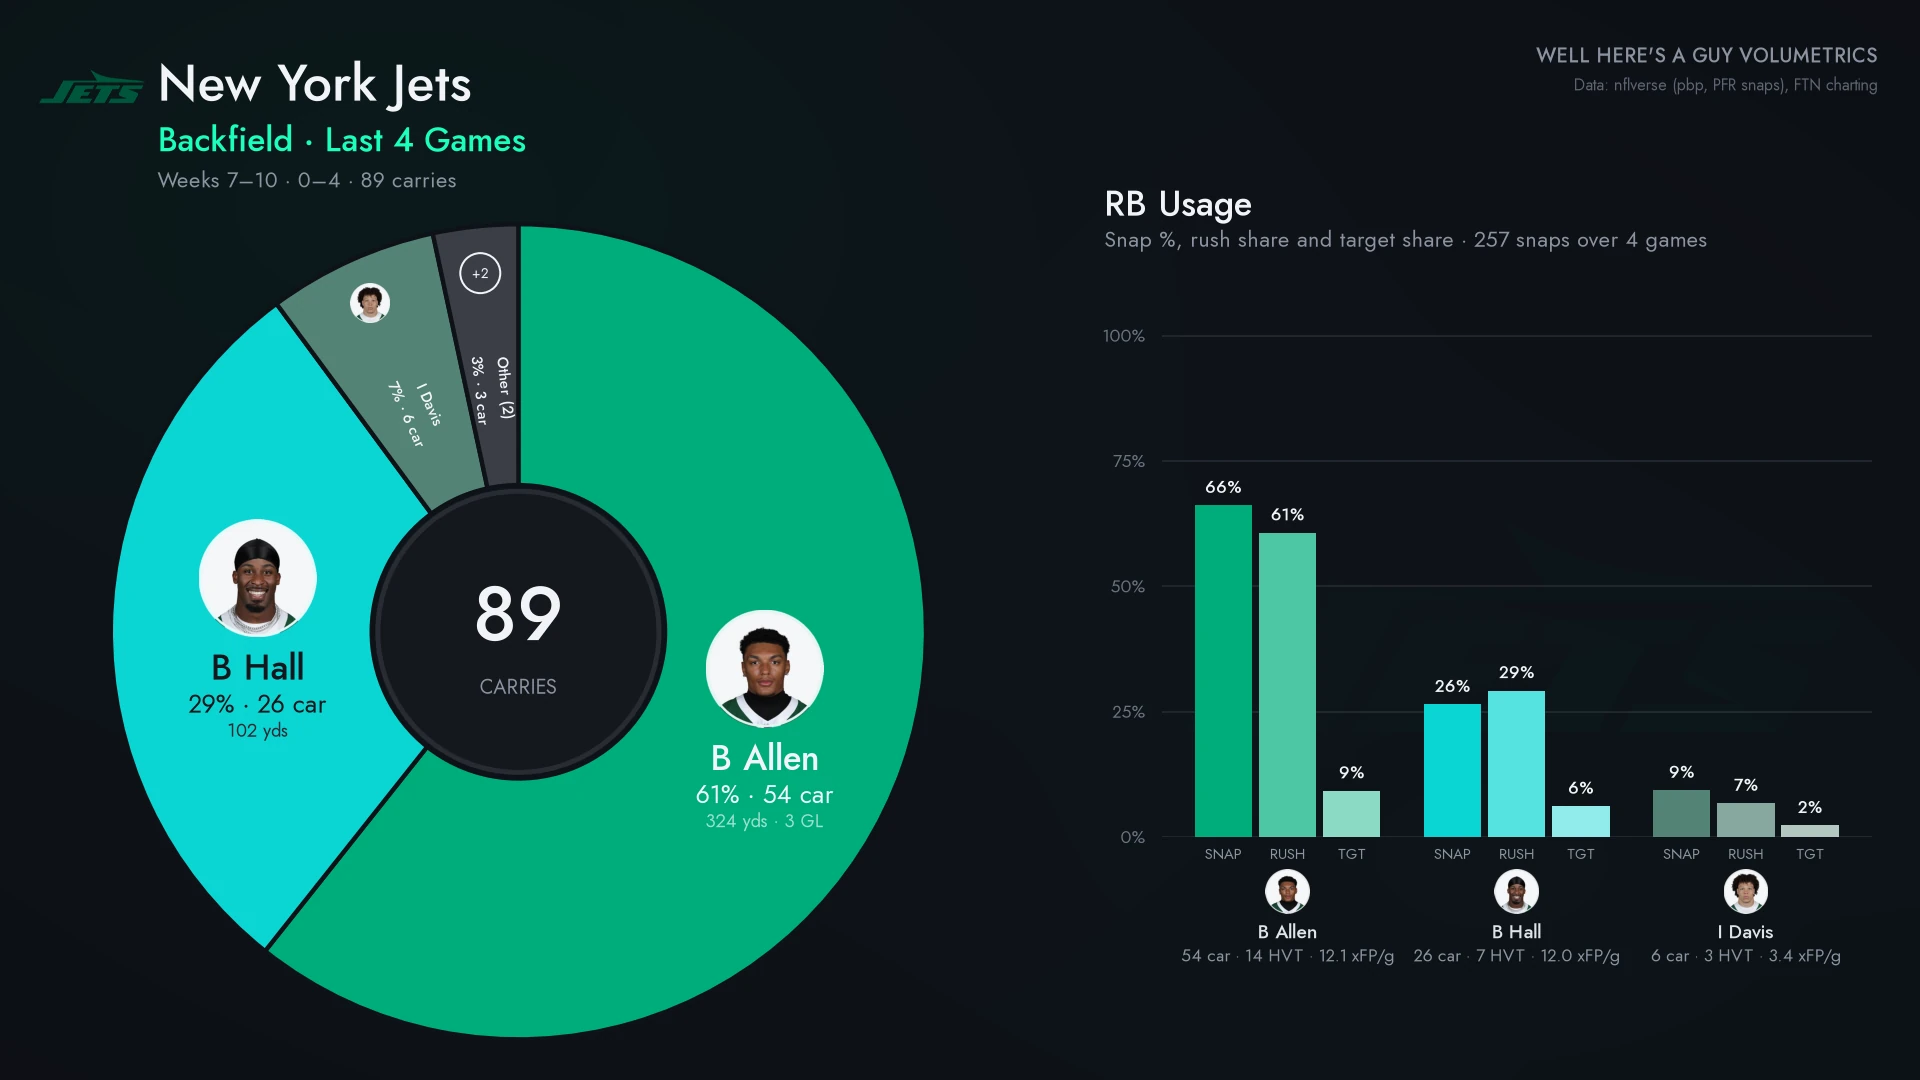 JETS
New York Jets
Backfield · Last 4 Games
Weeks 7–10 · 0–4 · 89 carries
WELL HERE'S A GUY VOLUMETRICS
Data: nflverse (pbp, PFR snaps), FTN charting
+2
Other (2)
3% · 3 car
I Davis
7% · 6 car
B Hall
29% · 26 car
102 yds
89
CARRIES
B Allen
61% · 54 car
324 yds · 3 GL
RB Usage
Snap %, rush share and target share · 257 snaps over 4 games
100%
75%
50%
25%
0%
66%
61%
9%
26%
29%
6%
9%
7%
2%
SNAP RUSH TGT SNAP RUSH TGT SNAP RUSH TGT
B Allen B Hall I Davis
54 car · 14 HVT · 12.1 xFP/g 26 car · 7 HVT · 12.0 xFP/g 6 car · 3 HVT · 3.4 xFP/g